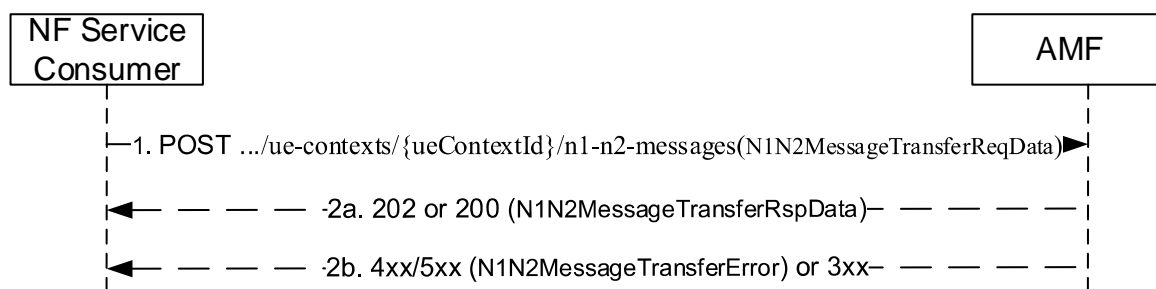 NF Service
Consumer
AMF
1. POST .../ue-contexts/{ueContextId}/n1-n2-messages(N1N2MessageTransferReqData)
2a. 202 or 200 (N1N2MessageTransferRspData)
2b. 4xx/5xx (N1N2MessageTransferError) or 3xx